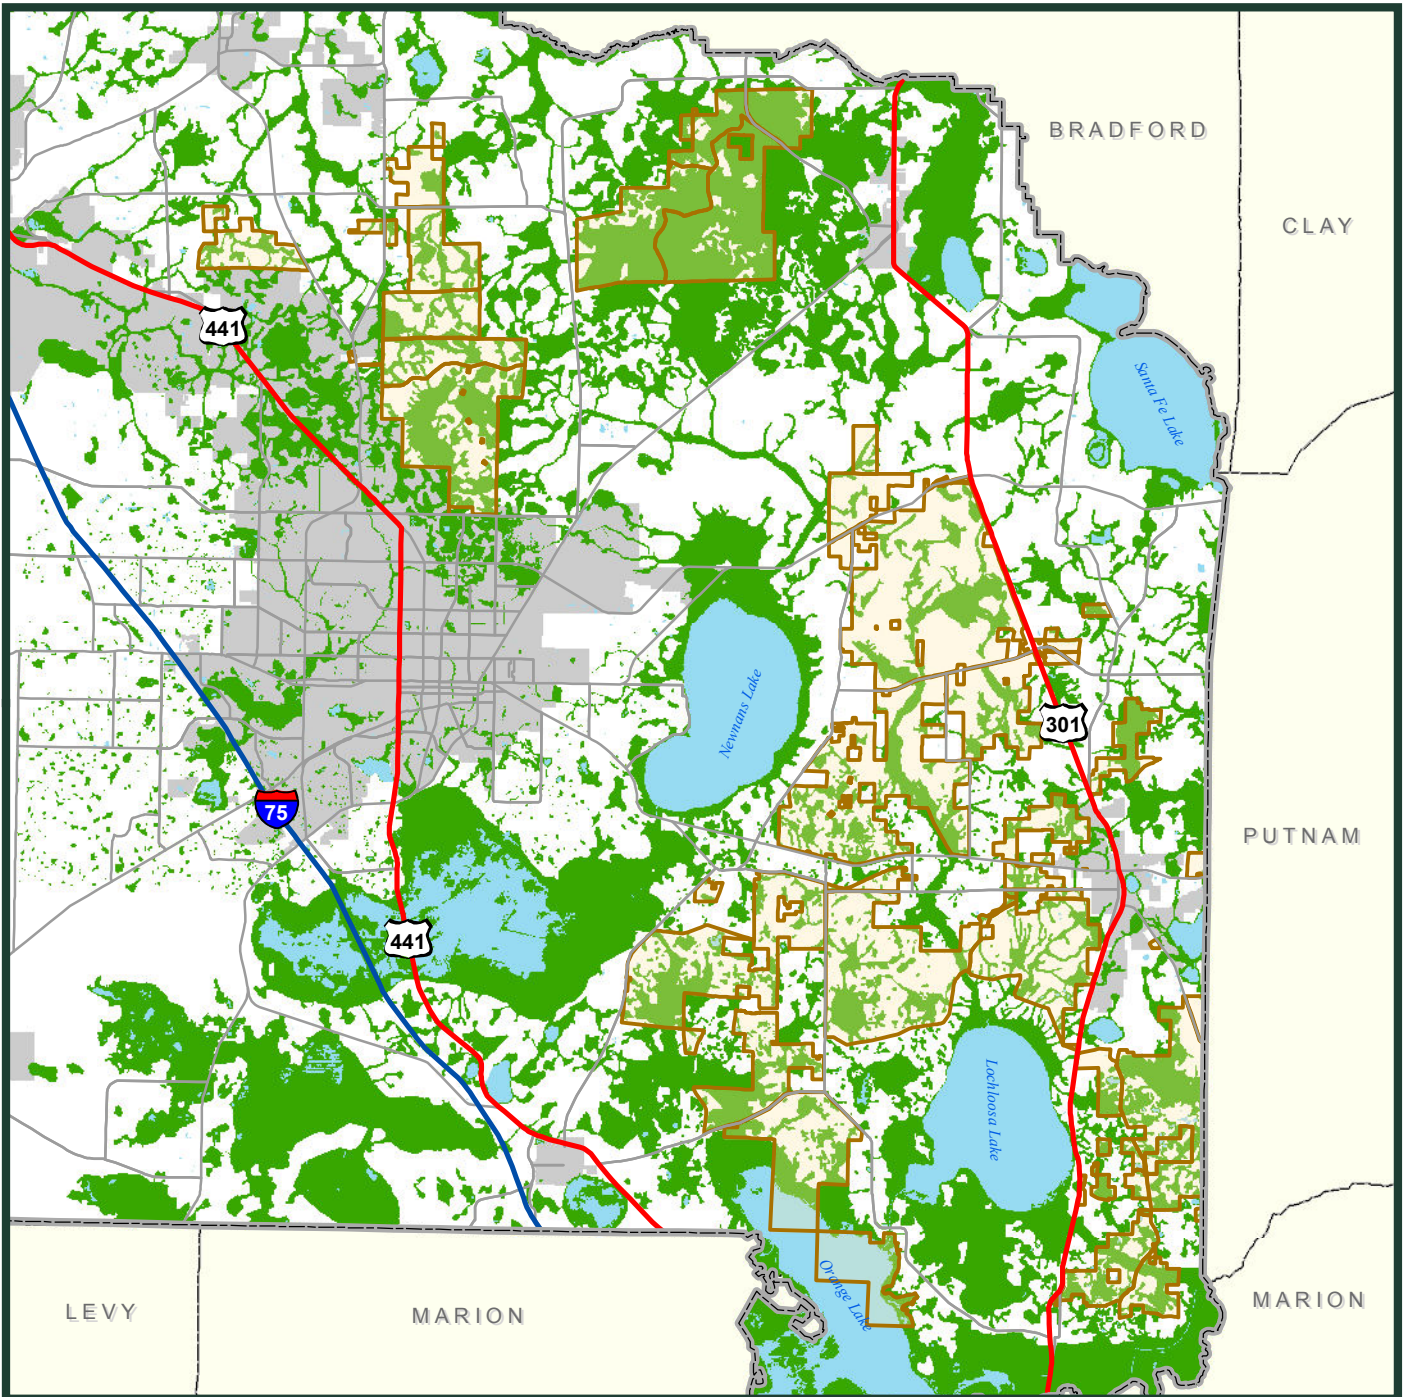 BRADFORD
CLAY
441
Santa Fe Lake
Newnans Lake
301
75
PUTNAM
441
Lochloosa Lake
Orange Lake
LEVY
MARION
MARION